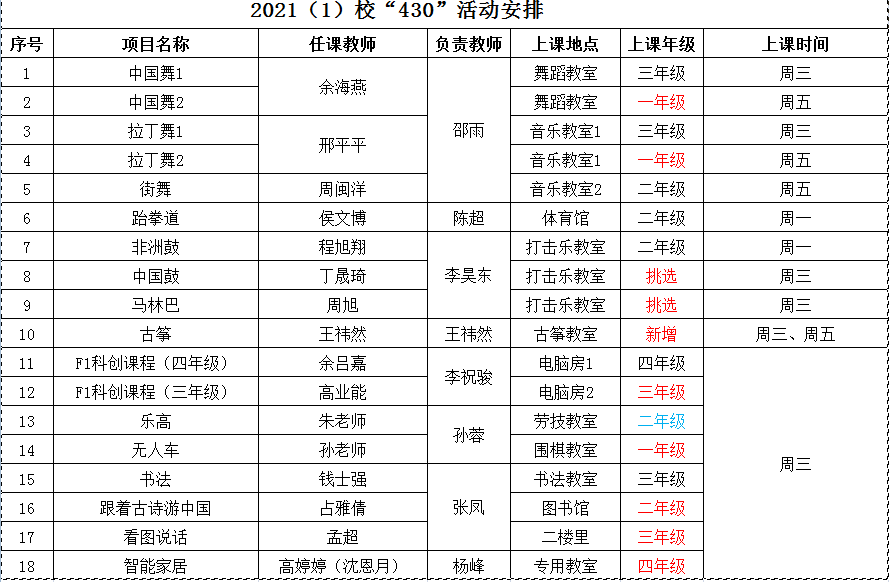 2021（1）校“430”活动安排
序号 项目名称 任课教师 负责教师 上课地点 上课年级 上课时间
1 中国舞1 余海燕 邵雨 舞蹈教室 三年级 周三
2 中国舞2 舞蹈教室 一年级 周五
3 拉丁舞1 邢平平 音乐教室1 三年级 周三
4 拉丁舞2 音乐教室1 一年级 周五
5 街舞 周闽洋 音乐教室2 二年级 周五
6 跆拳道 侯文博 陈超 体育馆 二年级 周一
7 非洲鼓 程旭翔 李昊东 打击乐教室 二年级 周一
8 中国鼓 丁晟琦 打击乐教室 挑选 周三
9 马林巴 周旭 打击乐教室 挑选 周三
10 古筝 王祎然 王祎然 古筝教室 新增 周三、周五
11 F1科创课程（四年级） 余吕嘉 李祝骏 电脑房1 四年级 周三
12 F1科创课程（三年级） 高业能 电脑房2 三年级
13 乐高 朱老师 孙蓉 劳技教室 二年级
14 无人车 孙老师 围棋教室 一年级
15 书法 钱士强 张凤 书法教室 三年级
16 跟着古诗游中国 占雅倩 图书馆 二年级
17 看图说话 孟超 二楼里 三年级
18 智能家居 高婷婷（沈恩月） 杨峰 专用教室 四年级